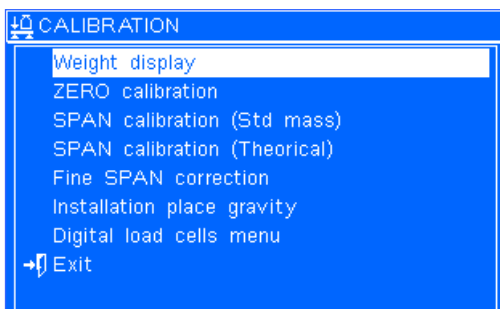 CALIBRATION
Weight display
ZERO calibration
SPAN calibration (Std mass)
SPAN calibration (Theorical)
Fine SPAN correction
Installation place gravity
Digital load cells menu
Exit